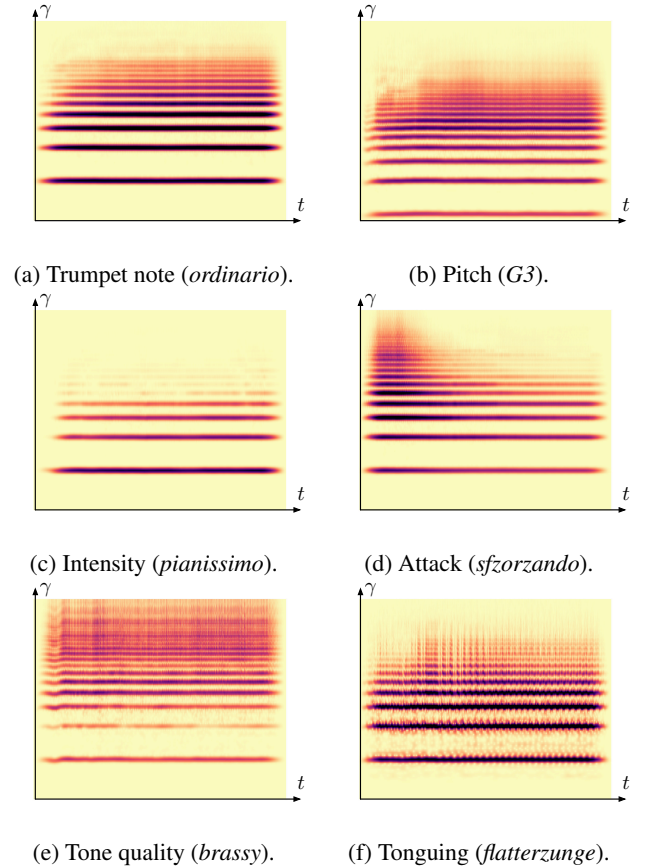 γ γ
t t
(a) Trumpet note (ordinario). (b) Pitch (G3).
γ γ
t t
(c) Intensity (pianissimo). (d) Attack (sfzorzando).
γ γ
t t
(e) Tone quality (brassy). (f) Tonguing (flatterzunge).